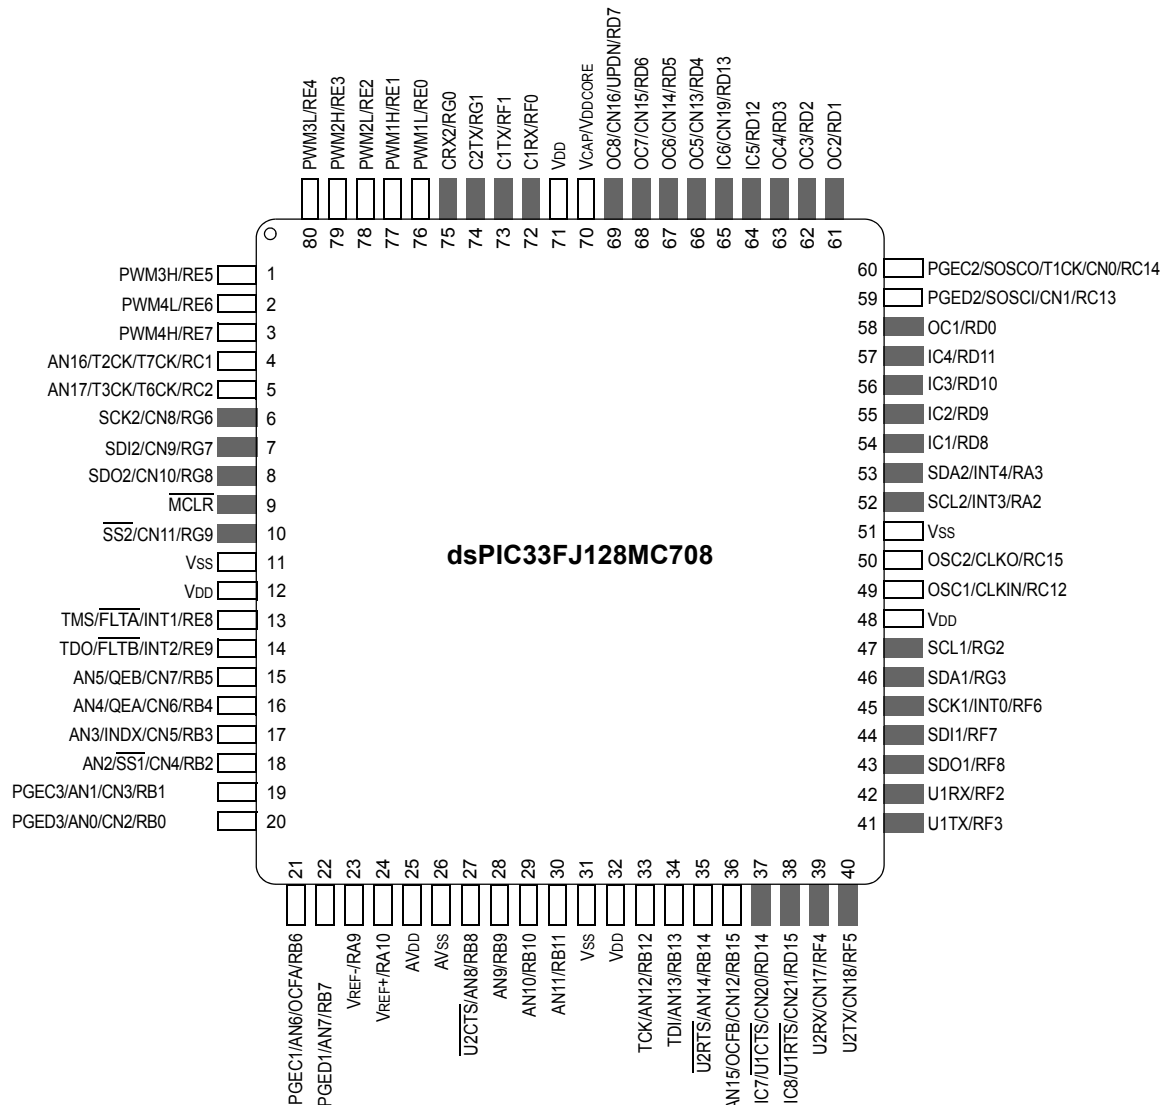 PWM3L/RE4
PWM2H/RE3
PWM2L/RE2
PWM1H/RE1
PWM1L/RE0
CRX2/RG0
C2TX/RG1
C1TX/RF1
C1RX/RF0
VDD
VCAP/VDDCORE
OC8/CN16/UPDN/RD7
OC7/CN15/RD6
OC6/CN14/RD5
OC5/CN13/RD4
IC6/CN19/RD13
IC5/RD12
OC4/RD3
OC3/RD2
OC2/RD1
80
79
78
77
76
75
74
73
72
71
70
69
68
67
66
65
64
63
62
61
PWM3H/RE5 1
PWM4L/RE6 2
PWM4H/RE7 3
AN16/T2CK/T7CK/RC1 4
AN17/T3CK/T6CK/RC2 5
SCK2/CN8/RG6 6
SDI2/CN9/RG7 7
SDO2/CN10/RG8 8
MCLR 9
SS2/CN11/RG9 10
VSS 11
VDD 12
TMS/FLTA/INT1/RE8 13
TDO/FLTB/INT2/RE9 14
AN5/QEB/CN7/RB5 15
AN4/QEA/CN6/RB4 16
AN3/INDX/CN5/RB3 17
AN2/SS1/CN4/RB2 18
PGEC3/AN1/CN3/RB1 19
PGED3/AN0/CN2/RB0 20
dsPIC33FJ128MC708
60 PGEC2/SOSCO/T1CK/CN0/RC14
59 PGED2/SOSCI/CN1/RC13
58 OC1/RD0
57 IC4/RD11
56 IC3/RD10
55 IC2/RD9
54 IC1/RD8
53 SDA2/INT4/RA3
52 SCL2/INT3/RA2
51 VSS
50 OSC2/CLKO/RC15
49 OSC1/CLKIN/RC12
48 VDD
47 SCL1/RG2
46 SDA1/RG3
45 SCK1/INT0/RF6
44 SDI1/RF7
43 SDO1/RF8
42 U1RX/RF2
41 U1TX/RF3
21
22
23
24
25
26
27
28
29
30
31
32
33
34
35
36
37
38
39
40
PGEC1/AN6/OCFA/RB6
PGED1/AN7/RB7
VREF-/RA9
VREF+/RA10
AVDD
AVSS
U2CTS/AN8/RB8
AN9/RB9
AN10/RB10
AN11/RB11
VSS
VDD
TCK/AN12/RB12
TDI/AN13/RB13
U2RTS/AN14/RB14
AN15/OCFB/CN12/RB15
IC7/U1CTS/CN20/RD14
IC8/U1RTS/CN21/RD15
U2RX/CN17/RF4
U2TX/CN18/RF5